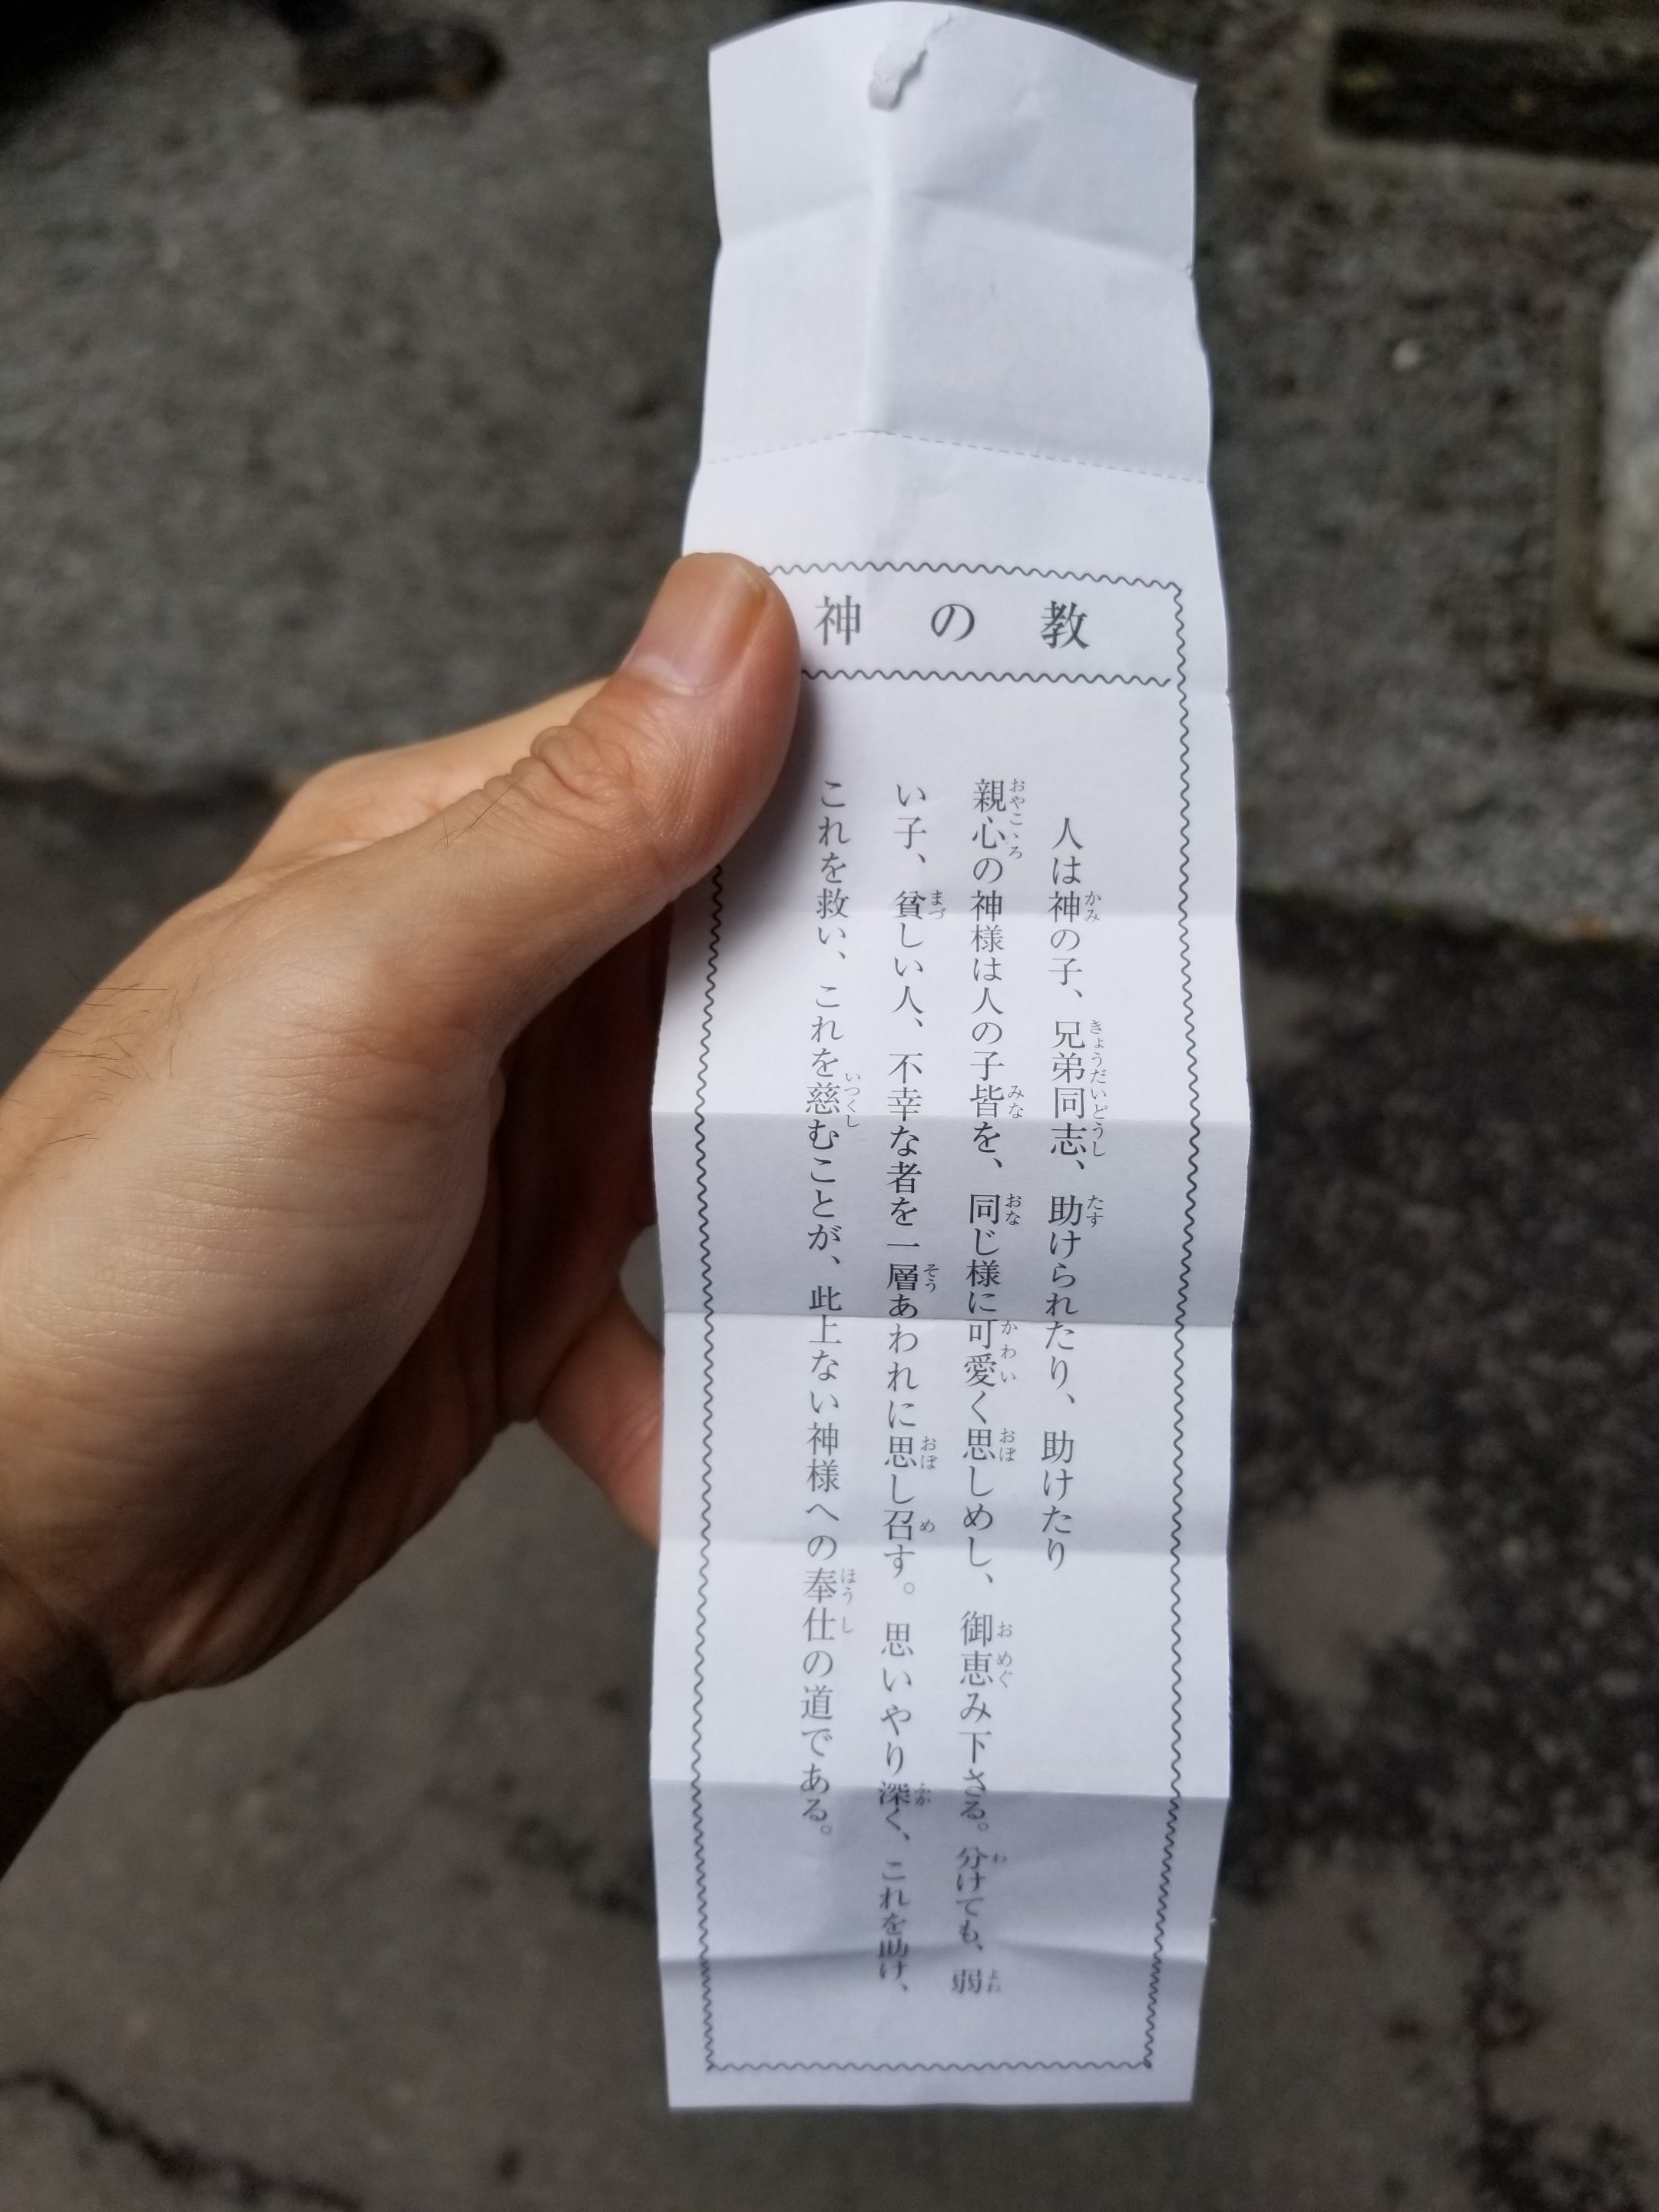 神の教
人は神の子、兄弟同志、助けられたり、助けたり
親心の神様は人の子皆を、同じ様に可愛く思しめし、御恵み下さる。分けても、弱
い子、貧しい人、不幸な者を一層あわれに思し召す。思いやり深く、これを助け、
これを救い、これを慈むことが、此上ない神様への奉仕の道である。